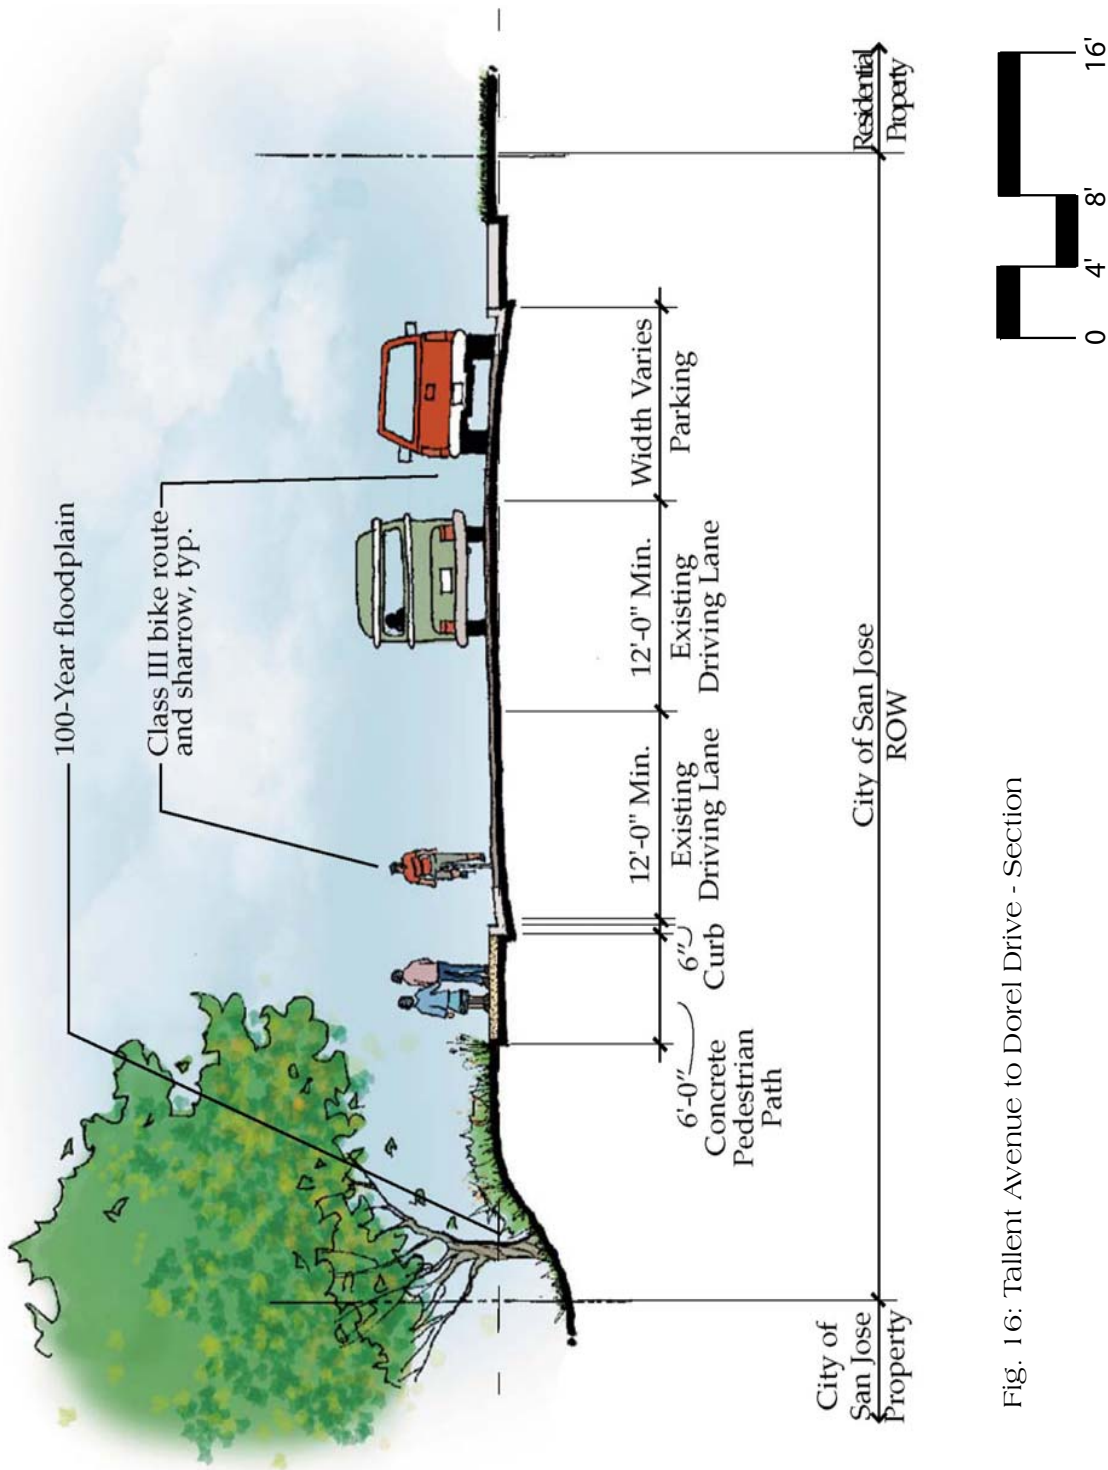 100-Year floodplain
Class III bike route
and sharrow, typ.
6'-0"
Concrete
Pedestrian
Path
6"
Curb
12'-0" Min.
Existing
Driving Lane
12'-0" Min.
Existing
Driving Lane
Width Varies
Parking
City of
San Jose
Property
City of San Jose
ROW
Residential
Property
Fig. 16: Tallent Avenue to Dorel Drive - Section
0 4' 8' 16'